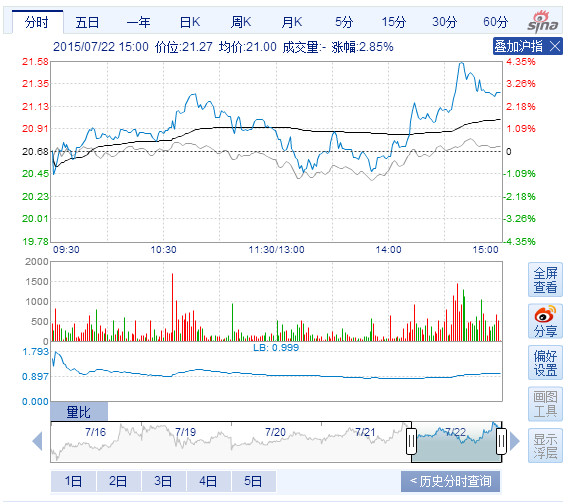 分时 五日 一年 日K 周K 月K 5分 15分 30分 60分 sina
2015/07/22 15:00 价位:21.27 均价:21.00 成交量:- 涨幅:2.85% 叠加沪指
21.58 4.35%
21.35 3.26%
21.13 2.18%
20.91 1.09%
20.68 0
20.45 -1.09%
20.23 -2.18%
20.01 -3.26%
19.78 -4.35%
09:30 10:30 11:30/13:00 14:00 15:00
2000
1500
1000
500
0
LB: 0.999
1.793
0.897
0.000
量比
7/16 7/19 7/20 7/21 7/22
1日 2日 3日 4日 5日 <历史分时查询
全屏
查看
分享
偏好
设置
画图
工具
显示
浮层